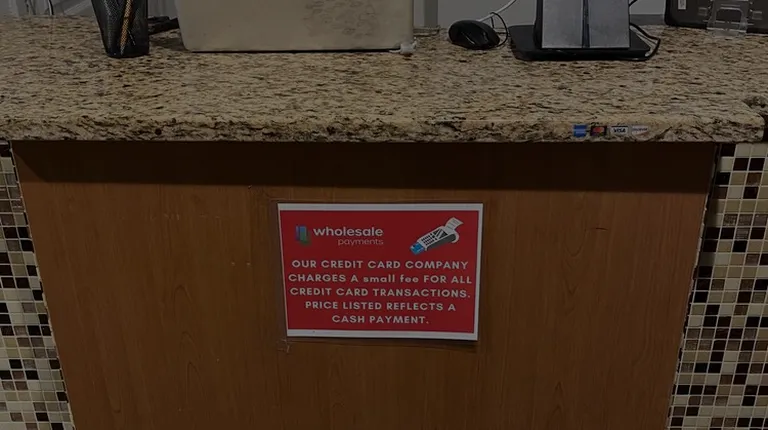 VISA
wholesale
payments
OUR CREDIT CARD COMPANY
CHARGES A small fee FOR ALL
CREDIT CARD TRANSACTIONS.
PRICE LISTED REFLECTS A
CASH PAYMENT.